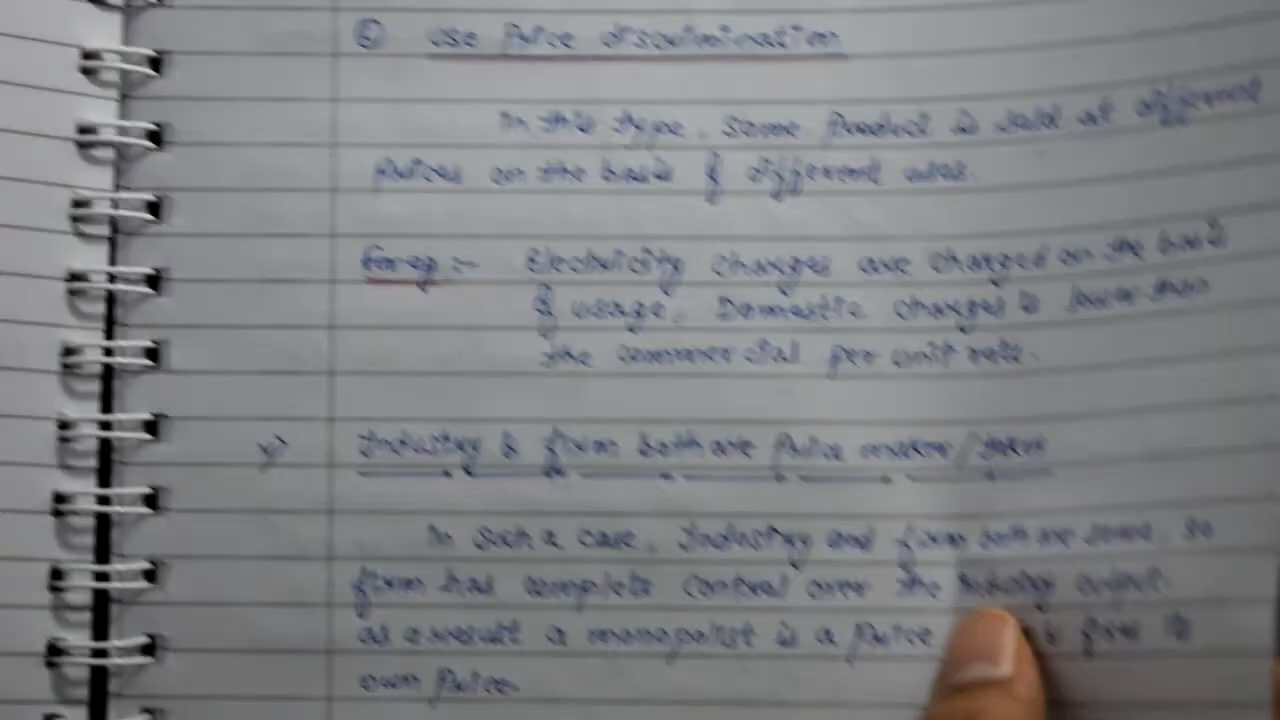 ⑥ Use Price discrimination
In this type, same Product is sold at different
prices on the basis of different uses.
For eg :- Electricity charges are charged on the basis
of usage. Domestic charges is lower than
the commercial per unit rate.
v) Industry & firm both are Price maker /
In such a case, Industry and firm both are same. So
firm has complete control over the industry output.
as a result a monopolist is a Price
own Price.